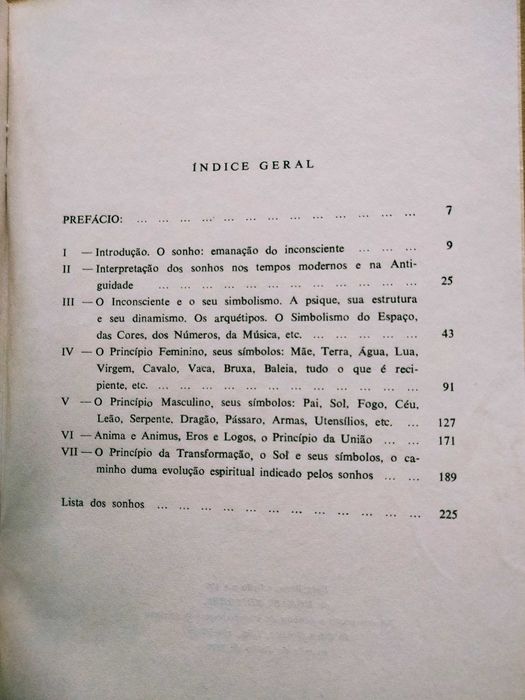 ÍNDICE GERAL
PREFÁCIO: ... ... ... ... ... ... ... ... ... ... ... ... ... 7
I — Introdução. O sonho: emanação do inconsciente ... ... ... 9
II — Interpretação dos sonhos nos tempos modernos e na Anti-
guidade ... ... ... ... ... ... ... ... ... ... ... ... 25
III — O Inconsciente e o seu simbolismo. A psique, sua estrutura
e seu dinamismo. Os arquétipos. O Simbolismo do Espaço,
das Cores, dos Números, da Música, etc. ... ... ... ... ... 43
IV — O Princípio Feminino, seus símbolos: Mãe, Terra, Água, Lua,
Virgem, Cavalo, Vaca, Bruxa, Baleia, tudo o que é reci-
piente, etc. ... ... ... ... ... ... ... ... ... ... ... ... 91
V — O Princípio Masculino, seus símbolos: Pai, Sol, Fogo, Céu,
Leão, Serpente, Dragão, Pássaro, Armas, Utensílios, etc. ... 127
VI — Anima e Animus, Eros e Logos, o Princípio da União ... ... 171
VII — O Princípio da Transformação, o Sol e seus símbolos, o ca-
minho duma evolução espiritual indicado pelos sonhos ... ... 189
Lista dos sonhos ... ... ... ... ... ... ... ... ... ... ... ... 225